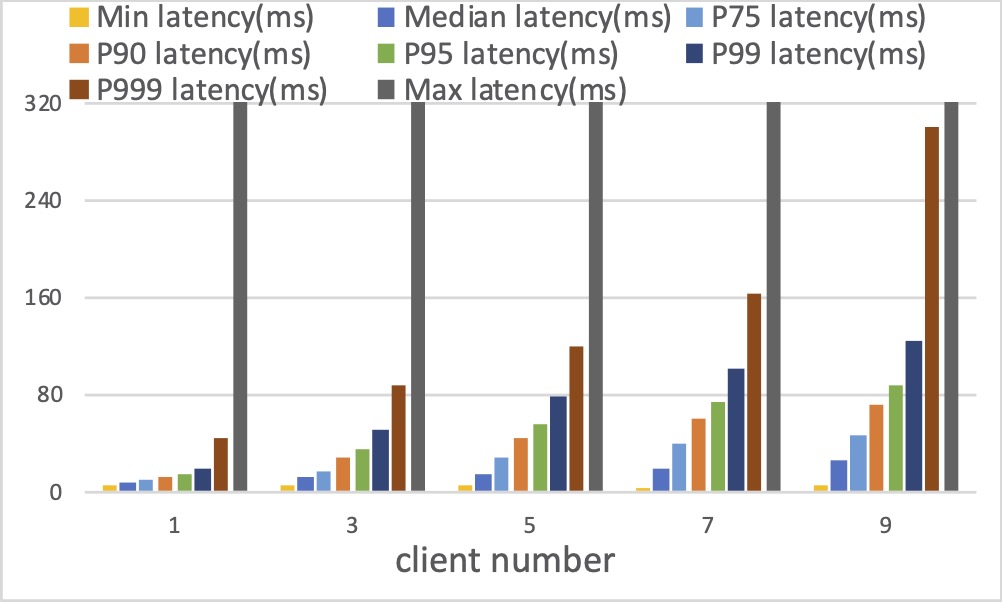 Min latency(ms) Median latency(ms) P75 latency(ms)
P90 latency(ms) P95 latency(ms) P99 latency(ms)
P999 latency(ms) Max latency(ms)
320
240
160
80
0
1 3 5 7 9
client number